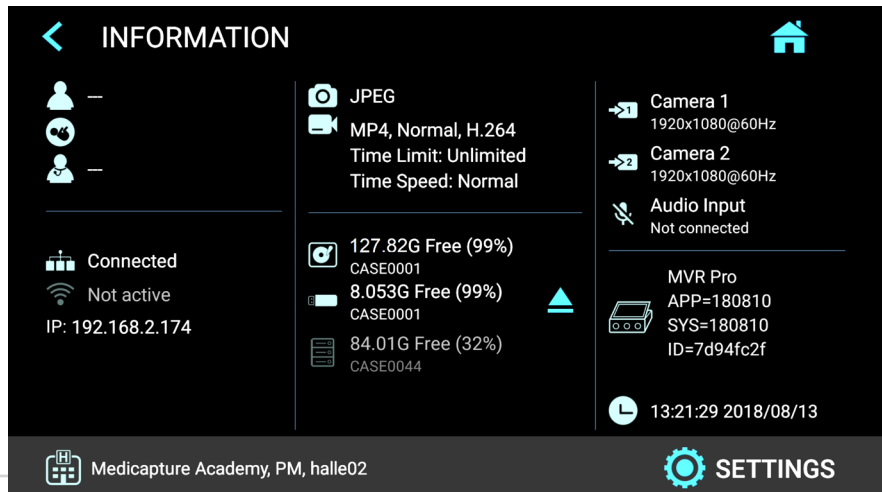 INFORMATION
---
---
Connected
Not active
IP: 192.168.2.174
JPEG
MP4, Normal, H.264
Time Limit: Unlimited
Time Speed: Normal
127.82G Free (99%)
CASE0001
8.053G Free (99%)
CASE0001
84.01G Free (32%)
CASE0044
1
Camera 1
1920x1080@60Hz
2
Camera 2
1920x1080@60Hz
Audio Input
Not connected
MVR Pro
APP=180810
SYS=180810
ID=7d94fc2f
13:21:29 2018/08/13
H
Medicapture Academy, PM, halle02
SETTINGS